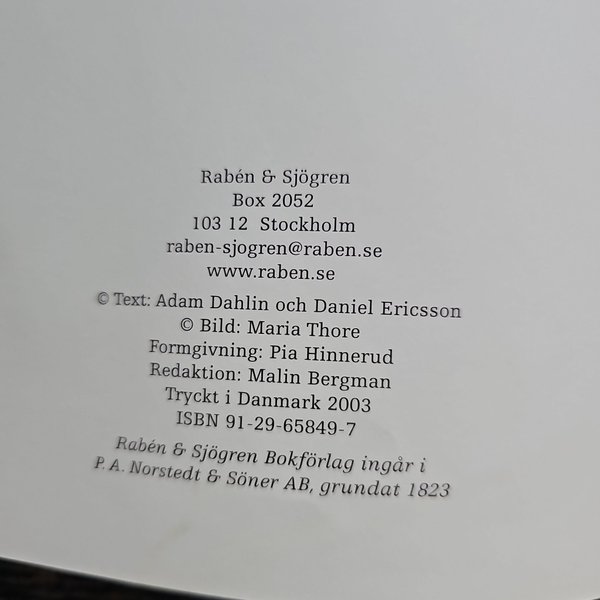 Rabén & Sjögren
Box 2052
103 12 Stockholm
raben-sjogren@raben.se
www.raben.se
© Text: Adam Dahlin och Daniel Ericsson
© Bild: Maria Thore
Formgivning: Pia Hinnerud
Redaktion: Malin Bergman
Tryckt i Danmark 2003
ISBN 91-29-65849-7
Rabén & Sjögren Bokförlag ingår i
P. A. Norstedt & Söner AB, grundat 1823